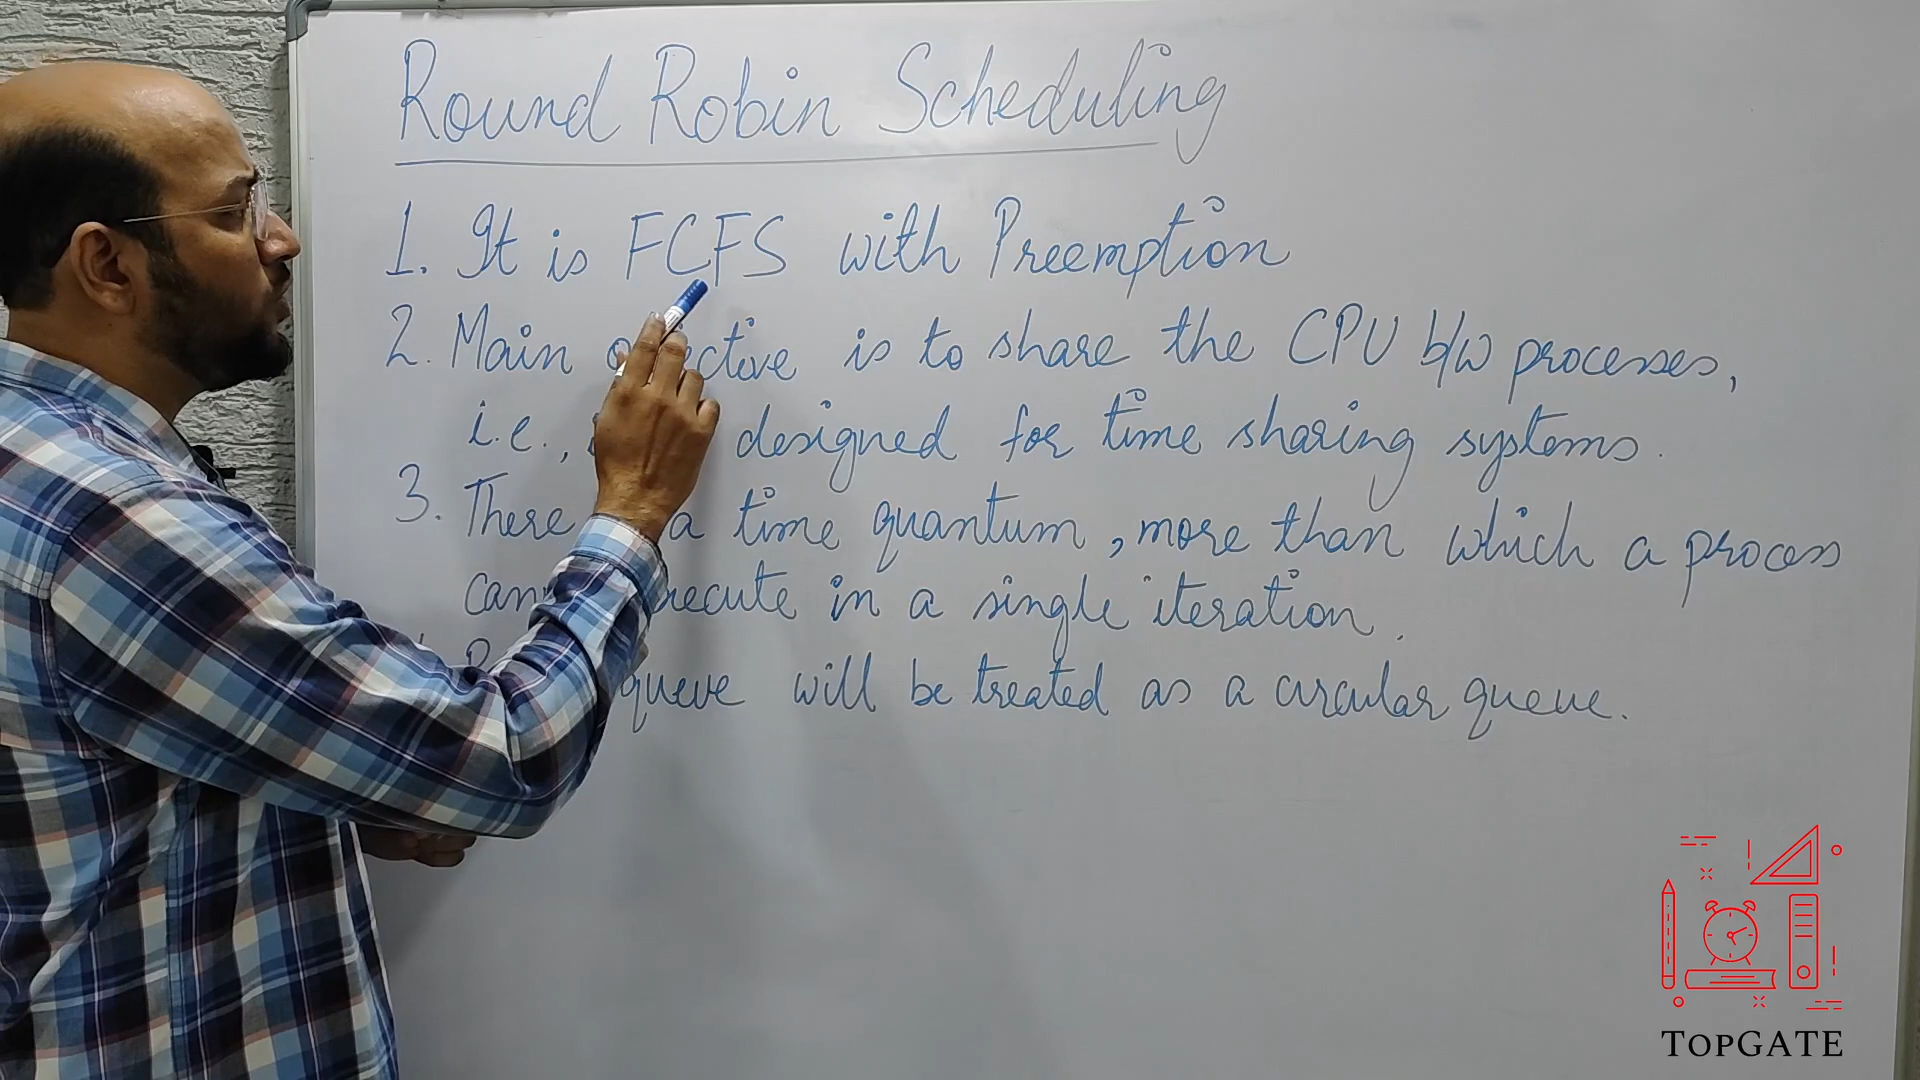 Round Robin Scheduling
1. It is FCFS with Preemption
2. Main objective is to share the CPU b/w processes,
i.e., designed for time sharing systems.
3. There a time quantum, more than which a process
execute in a single iteration.
queue will be treated as a circular queue.
TOPGATE